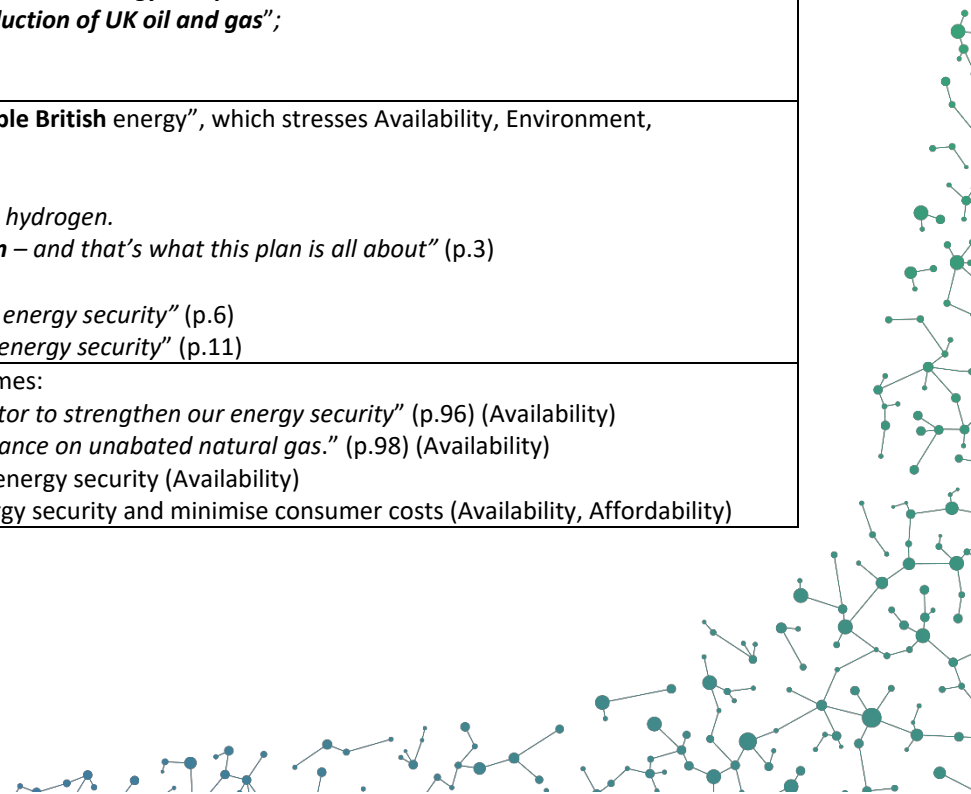 duction of UK oil and gas”;
ple British energy”, which stresses Availability, Environment,
hydrogen.
n – and that’s what this plan is all about” (p.3)
energy security” (p.6)
energy security” (p.11)
mes:
tor to strengthen our energy security” (p.96) (Availability)
ance on unabated natural gas.” (p.98) (Availability)
energy security (Availability)
gy security and minimise consumer costs (Availability, Affordability)